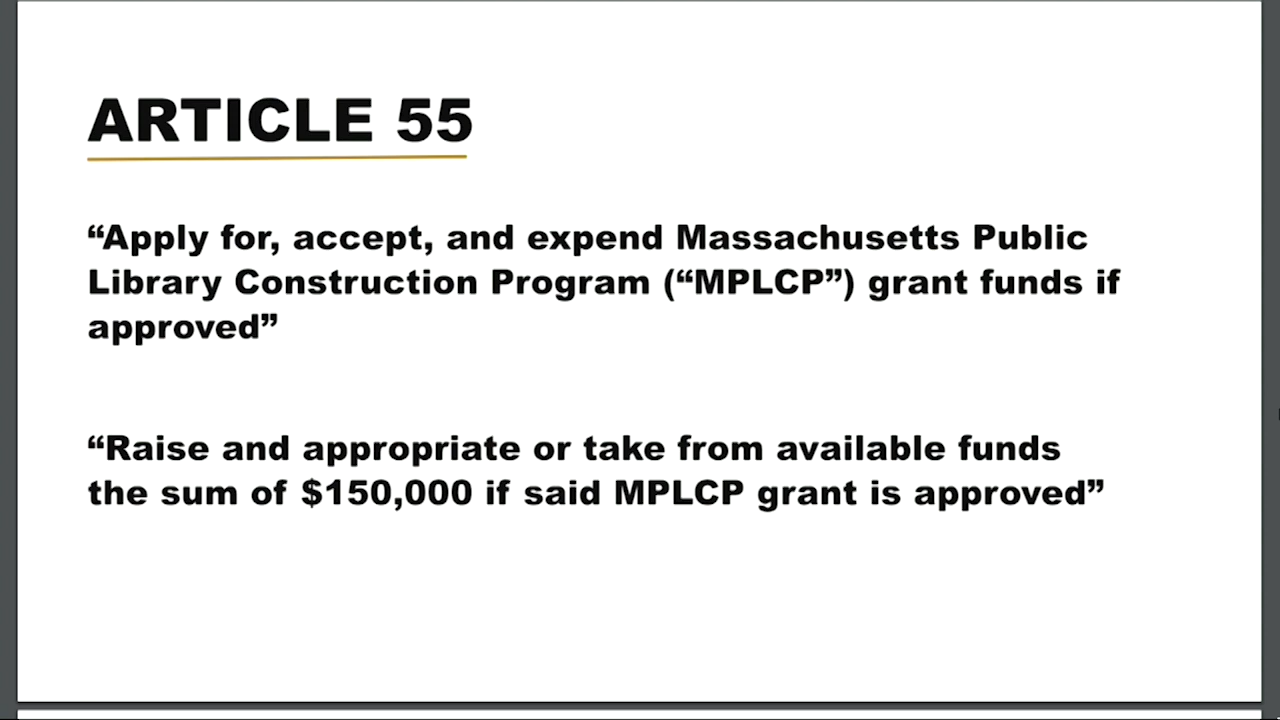 ARTICLE 55
“Apply for, accept, and expend Massachusetts Public
Library Construction Program (“MPLCP”) grant funds if
approved”
“Raise and appropriate or take from available funds
the sum of $150,000 if said MPLCP grant is approved”